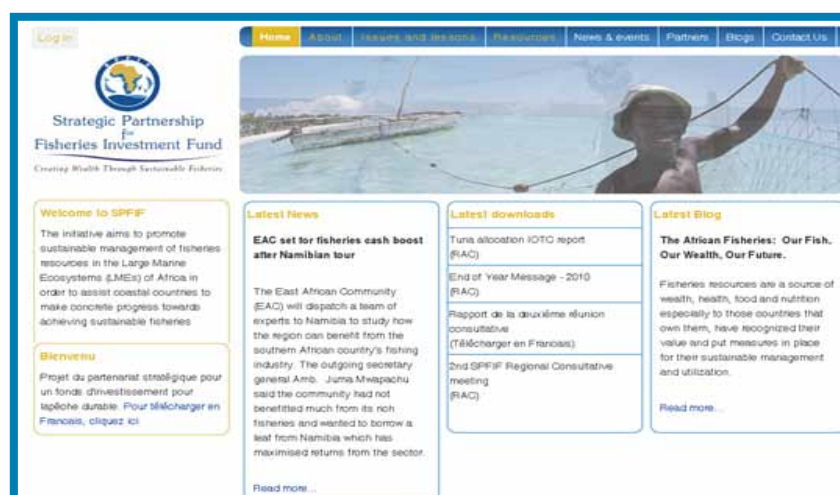 Log in
Home About Issues and lessons Resources News & events Partners Blogs Contact Us
SPFIF
Strategic Partnership
for
Fisheries Investment Fund
Creating Wealth Through Sustainable Fisheries
Welcome to SPFIF
The initiative aims to promote
sustainable management of fisheries
resources in the Large Marine
Ecosystems (LMEs) of Africa in
order to assist coastal countries to
make concrete progress towards
achieving sustainable fisheries
Bienvenu
Projet du partenariat stratégique pour
un fonds d'investissement pour
lapêche durable. Pour télécharger en
Francais, cliquez ici
Latest News
EAC set for fisheries cash boost
after Namibian tour
The East African Community
(EAC) will dispatch a team of
experts to Namibia to study how
the region can benefit from the
southern African country's fishing
industry. The outgoing secretary
general Amb. Juma Mwapachu
said the community had not
benefitted much from its rich
fisheries and wanted to borrow a
leaf from Namibia which has
maximised returns from the sector.
Read more...
Latest downloads
Tuna allocation IOTC report
(RAC)
End of Year Message - 2010
(RAC)
Rapport de la deuxième réunion
consultative
(Télécharger en Francais)
2nd SPFIF Regional Consultative
meeting
(RAC)
Latest Blog
The African Fisheries: Our Fish,
Our Wealth, Our Future.
Fisheries resources are a source of
wealth, health, food and nutrition
especially to those countries that
own them, have recognized their
value and put measures in place
for their sustainable management
and utilization.
Read more...